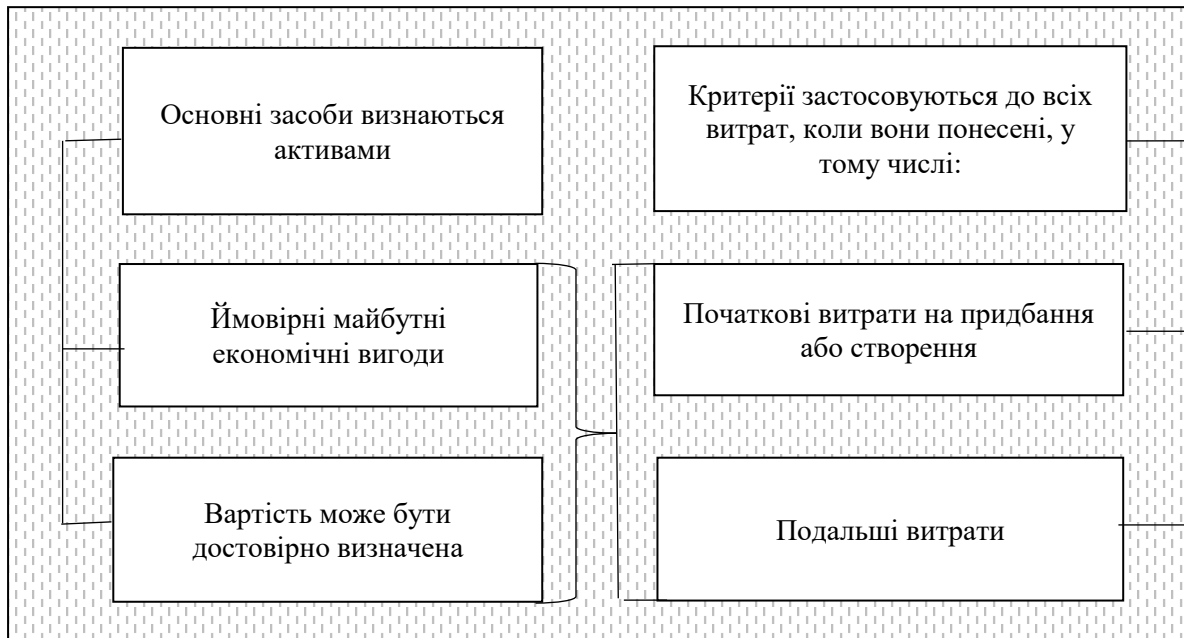 Основні засоби визнаються
активами
Критерії застосовуються до всіх
витрат, коли вони понесені, у
тому числі:
Ймовірні майбутні
економічні вигоди
Початкові витрати на придбання
або створення
Вартість може бути
достовірно визначена
Подальші витрати